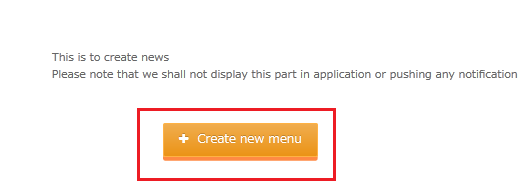 This is to create news
Please note that we shall not display this part in application or pushing any notification
+ Create new menu